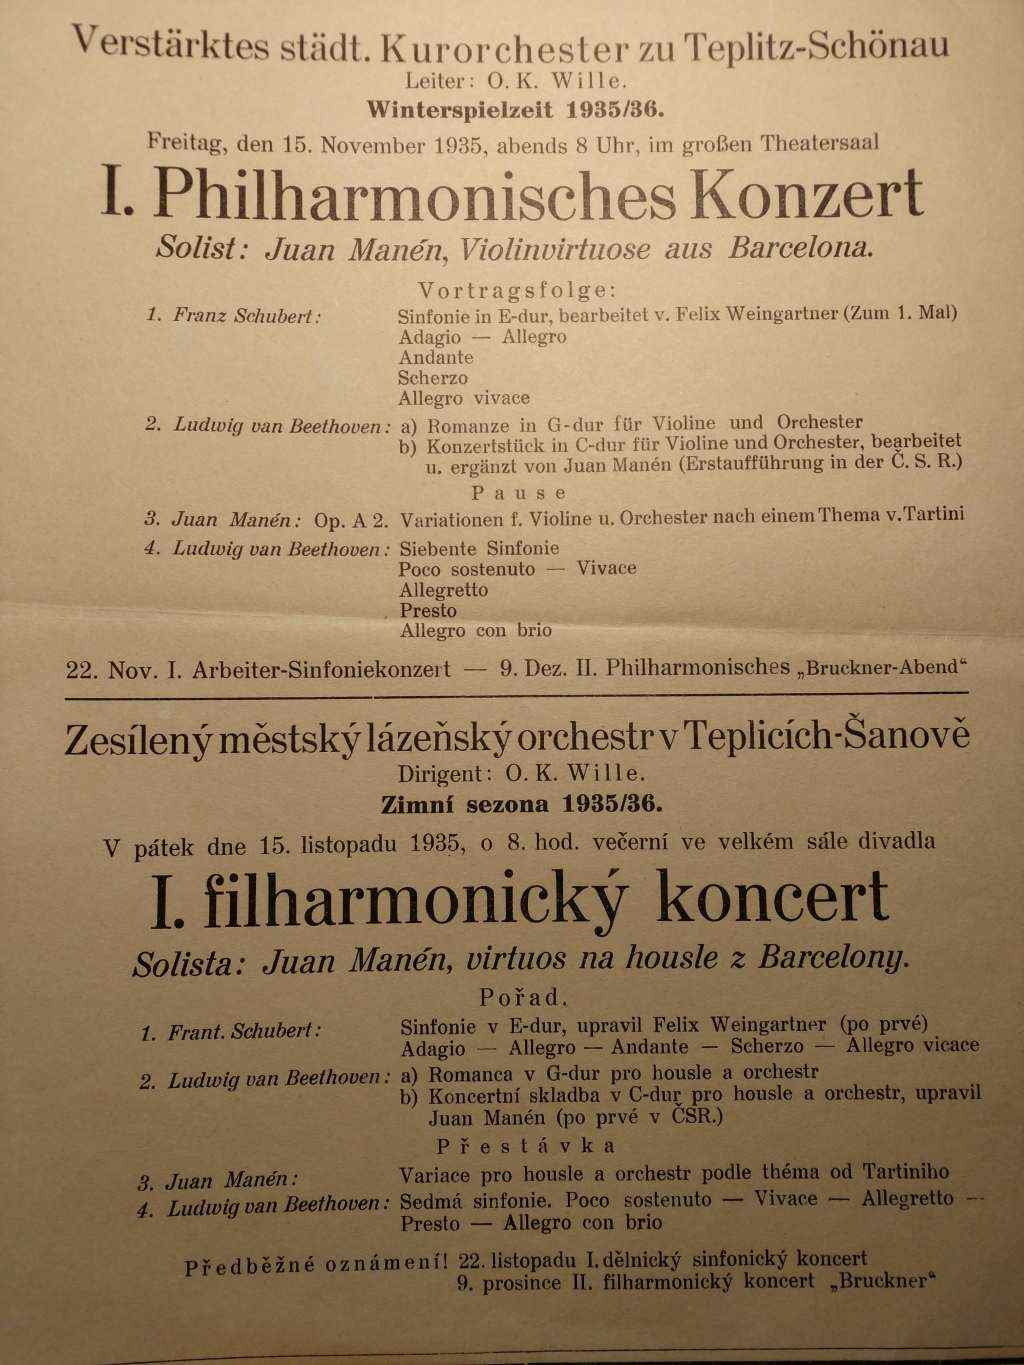 Verstärktes städt. Kurorchester zu Teplitz-Schönau
Leiter: O. K. Wille.
Winterspielzeit 1935/36.
Freitag, den 15. November 1935, abends 8 Uhr, im großen Theatersaal
I. Philharmonisches Konzert
Solist: Juan Manén, Violinvirtuose aus Barcelona.
Vortragsfolge:
1. Franz Schubert: Sinfonie in E-dur, bearbeitet v. Felix Weingartner (Zum 1. Mal)
Adagio — Allegro
Andante
Scherzo
Allegro vivace
2. Ludwig van Beethoven: a) Romanze in G-dur für Violine und Orchester
b) Konzertstück in C-dur für Violine und Orchester, bearbeitet
u. ergänzt von Juan Manén (Erstaufführung in der Č. S. R.)
Pause
3. Juan Manén: Op. A 2. Variationen f. Violine u. Orchester nach einem Thema v. Tartini
4. Ludwig van Beethoven: Siebente Sinfonie
Poco sostenuto — Vivace
Allegretto
Presto
Allegro con brio
22. Nov. I. Arbeiter-Sinfoniekonzert — 9. Dez. II. Philharmonisches „Bruckner-Abend“
Zesílený městský lázeňský orchestr v Teplicích-Šanově
Dirigent: O. K. Wille.
Zimní sezona 1935/36.
V pátek dne 15. listopadu 1935, o 8. hod. večerní ve velkém sále divadla
I. filharmonický koncert
Solista: Juan Manén, virtuos na housle z Barcelony.
Pořad.
1. Frant. Schubert: Sinfonie v E-dur, upravil Felix Weingartner (po prvé)
Adagio — Allegro — Andante — Scherzo — Allegro vicace
2. Ludwig van Beethoven: a) Romanca v G-dur pro housle a orchestr
b) Koncertní skladba v C-dur pro housle a orchestr, upravil
Juan Manén (po prvé v ČSR.)
Přestávka
3. Juan Manén: Variace pro housle a orchestr podle théma od Tartiniho
4. Ludwig van Beethoven: Sedmá sinfonie. Poco sostenuto — Vivace — Allegretto —
Presto — Allegro con brio
Předběžné oznámení! 22. listopadu I. dělnický sinfonický koncert
9. prosince II. filharmonický koncert „Bruckner“